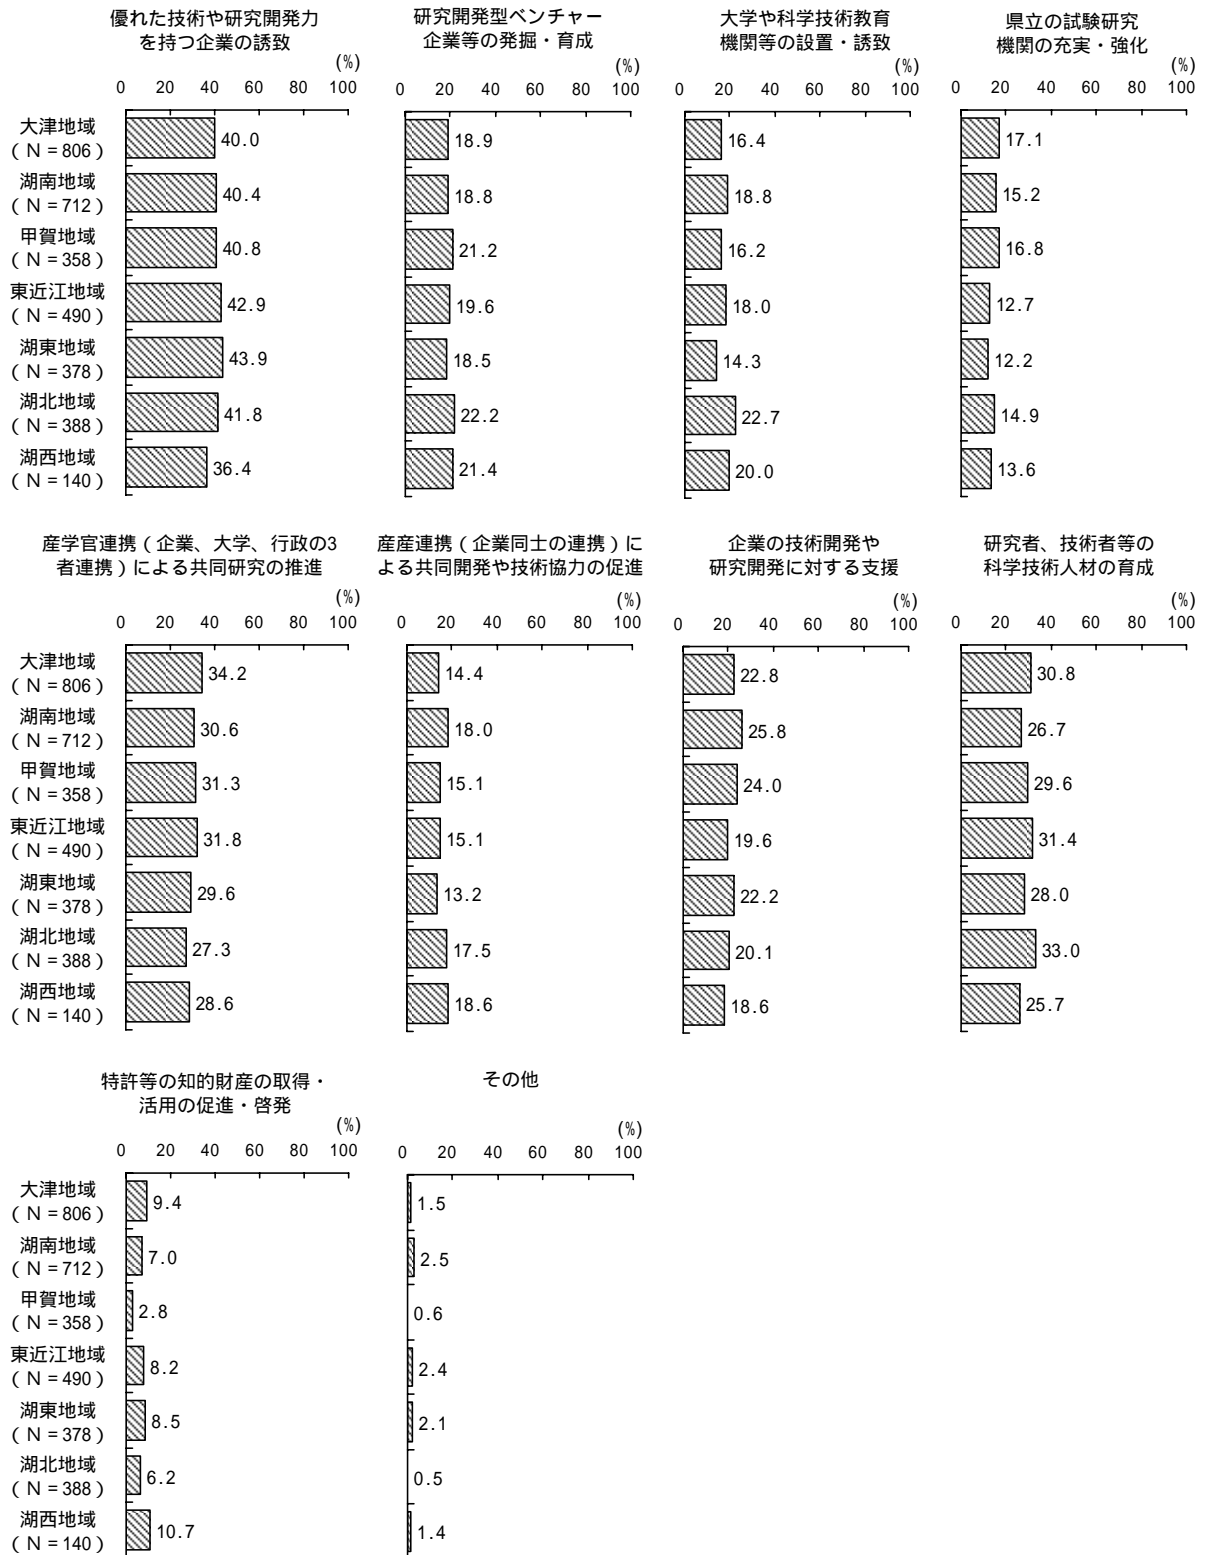 優れた技術や研究開発力
を持つ企業の誘致
(%)
0 20 40 60 80 100
大津地域
(N=806)
40.0
湖南地域
(N=712)
40.4
甲賀地域
(N=358)
40.8
東近江地域
(N=490)
42.9
湖東地域
(N=378)
43.9
湖北地域
(N=388)
41.8
湖西地域
(N=140)
36.4
研究開発型ベンチャー
企業等の発掘・育成
(%)
0 20 40 60 80 100
18.9
18.8
21.2
19.6
18.5
22.2
21.4
大学や科学技術教育
機関等の設置・誘致
(%)
0 20 40 60 80 100
16.4
18.8
16.2
18.0
14.3
22.7
20.0
県立の試験研究
機関の充実・強化
(%)
0 20 40 60 80 100
17.1
15.2
16.8
12.7
12.2
14.9
13.6
産学官連携(企業、大学、行政の3
者連携)による共同研究の推進
(%)
0 20 40 60 80 100
大津地域
(N=806)
34.2
湖南地域
(N=712)
30.6
甲賀地域
(N=358)
31.3
東近江地域
(N=490)
31.8
湖東地域
(N=378)
29.6
湖北地域
(N=388)
27.3
湖西地域
(N=140)
28.6
産産連携(企業同士の連携)に
よる共同開発や技術協力の促進
(%)
0 20 40 60 80 100
14.4
18.0
15.1
15.1
13.2
17.5
18.6
企業の技術開発や
研究開発に対する支援
(%)
0 20 40 60 80 100
22.8
25.8
24.0
19.6
22.2
20.1
18.6
研究者、技術者等の
科学技術人材の育成
(%)
0 20 40 60 80 100
30.8
26.7
29.6
31.4
28.0
33.0
25.7
特許等の知的財産の取得・
活用の促進・啓発
(%)
0 20 40 60 80 100
大津地域
(N=806)
9.4
湖南地域
(N=712)
7.0
甲賀地域
(N=358)
2.8
東近江地域
(N=490)
8.2
湖東地域
(N=378)
8.5
湖北地域
(N=388)
6.2
湖西地域
(N=140)
10.7
その他
(%)
0 20 40 60 80 100
1.5
2.5
0.6
2.4
2.1
0.5
1.4